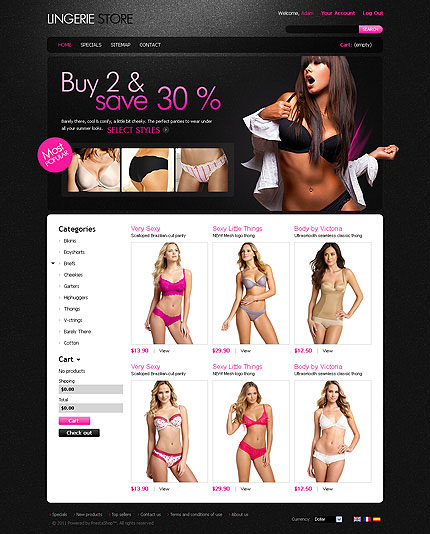 LINGERIE STORE
Welcome, Adam Your Account Log Out
SEARCH
HOME SPECIALS SITEMAP CONTACT
Cart: (empty)
Buy 2 &
save 30 %
Barely there, cool & comfy, a little bit cheeky. The perfect panties to wear under
all your summer looks. SELECT STYLES
Most
POPULAR
Categories
Bikinis
Boyshorts
Briefs
Cheekies
Garters
Hiphuggers
Thongs
V-strings
Barely There
Cotton
Cart
No products
Shipping
$0.00
Total
$0.00
Cart
Check out
Very Sexy
Scalloped Brazilian cut panty
$13.90 | View
Sexy Little Things
NEW! Mesh logo thong
$29.90 | View
Body by Victoria
Ultra-smooth seamless classic thong
$12.50 | View
Very Sexy
Scalloped Brazilian cut panty
$13.90 | View
Sexy Little Things
NEW! Mesh logo thong
$29.90 | View
Body by Victoria
Ultra-smooth seamless classic thong
$12.50 | View
Specials New products Top sellers Contact us Terms and conditions of use About us
© 2011 Powered by PrestaShop™. All rights reserved
Currency: Dollar